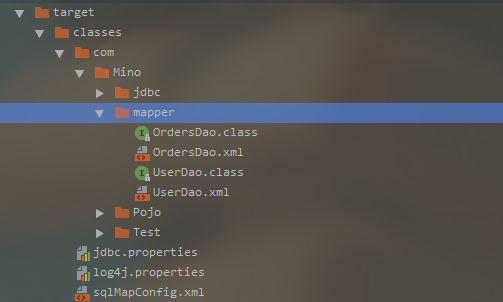 target
classes
com
Mino
jdbc
mapper
OrdersDao.class
OrdersDao.xml
UserDao.class
UserDao.xml
Pojo
Test
jdbc.properties
log4j.properties
sqlMapConfig.xml